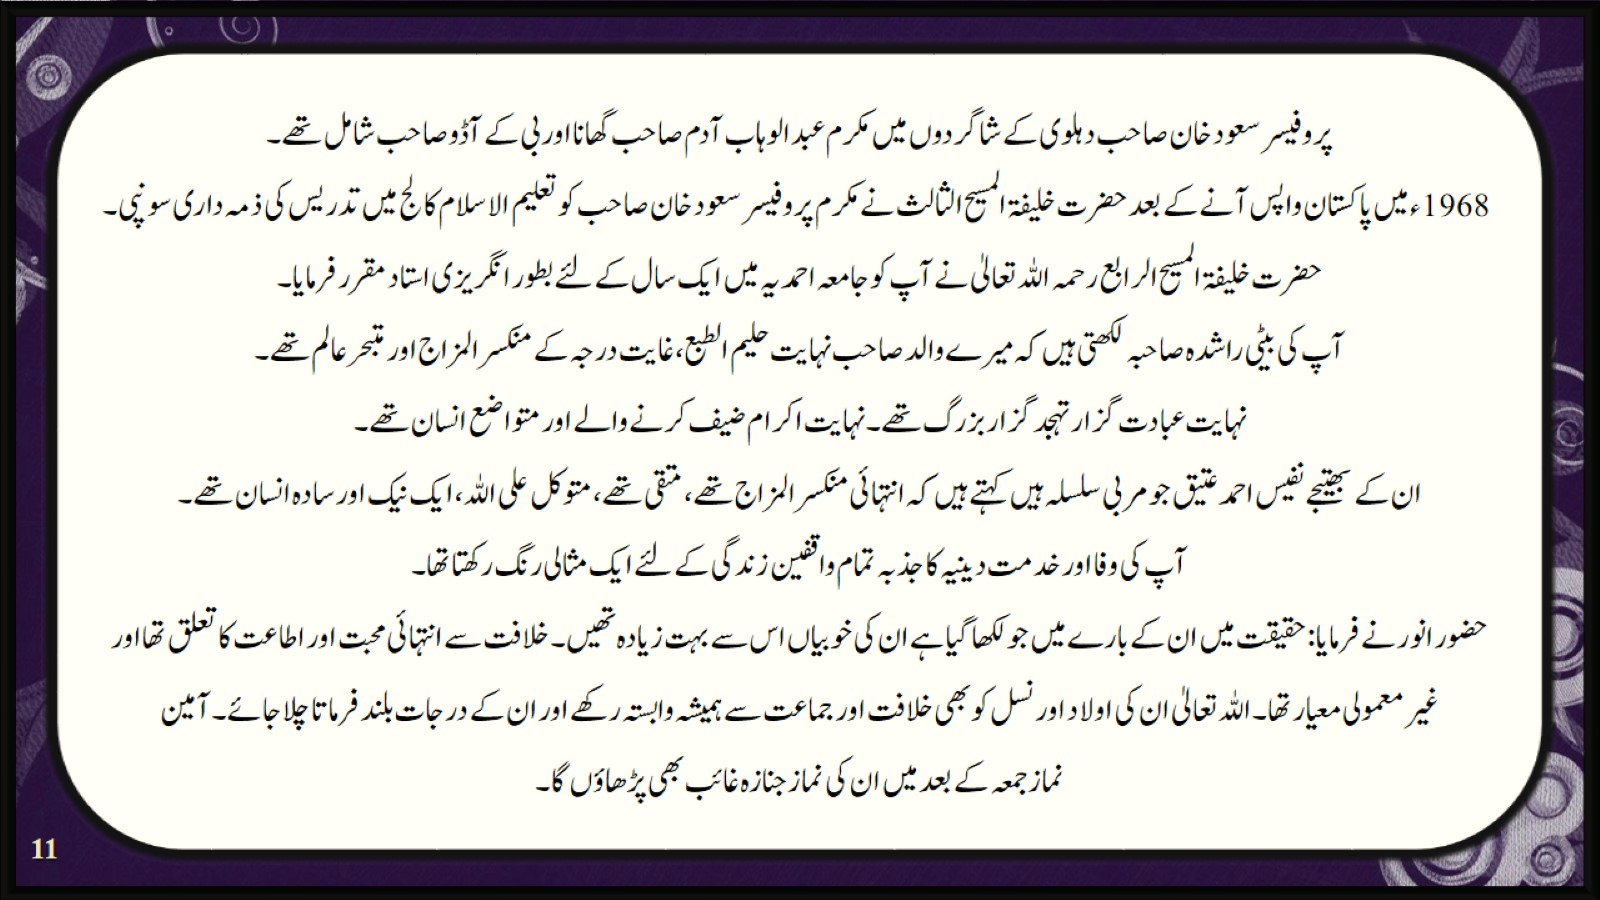 پروفیسر سعود خان صاحب دہلوی کے شاگردوں میں مکرم عبد الوہاب آدم صاحب گھانا اور بی کے آڈو صاحب شامل تھے۔
1968ء میں پاکستان واپس آنے کے بعد حضرت خلیفۃ المسیح الثالث نے مکرم پروفیسر سعود خان صاحب کو تعلیم الاسلام کالج میں تدریس کی ذمہ داری سونپی۔
حضرت خلیفۃ المسیح الرابع رحمہ اللہ تعالیٰ نے آپ کو جامعہ احمدیہ میں ایک سال کے لئے بطور انگریزی استاد مقرر فرمایا۔
آپ کی بیٹی راشدہ صاحبہ لکھتی ہیں کہ میرے والد صاحب نہایت حلیم الطبع، غایت درجہ کے منکسر المزاج اور متبحر عالم تھے۔
نہایت عبادت گزار تہجد گزار بزرگ تھے۔ نہایت اکرام ضیف کرنے والے اور متواضع انسان تھے۔
ان کے بھتیجے نفیس احمد عتیق جو مربی سلسلہ ہیں کہتے ہیں کہ انتہائی منکسر المزاج تھے، متقی تھے، متوکل علی اللہ، ایک نیک اور سادہ انسان تھے۔
آپ کی وفا اور خدمت دینیہ کا جذبہ تمام واقفین زندگی کے لئے ایک مثالی رنگ رکھتا تھا۔
حضور انور نے فرمایا: حقیقت میں ان کے بارے میں جو لکھا گیا ہے ان کی خوبیاں اس سے بہت زیادہ تھیں۔ خلافت سے انتہائی محبت اور اطاعت کا تعلق تھا اور
غیر معمولی معیار تھا۔ اللہ تعالیٰ ان کی اولاد اور نسل کو بھی خلافت اور جماعت سے ہمیشہ وابستہ رکھے اور ان کے درجات بلند فرماتا چلا جائے۔ آمین
نماز جمعہ کے بعد میں ان کی نماز جنازہ غائب بھی پڑھاؤں گا۔
11